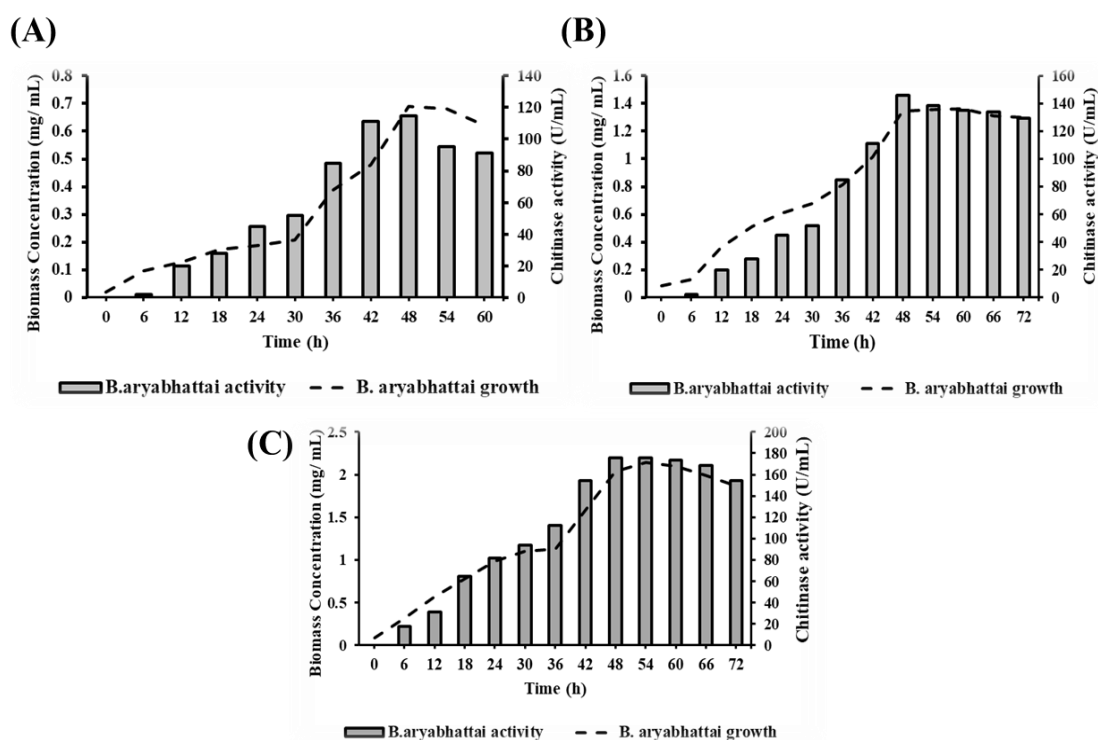 (A)
Biomass Concentration (mg/ mL)
0.8
0.7
0.6
0.5
0.4
0.3
0.2
0.1
0
140
120
100
80
60
40
20
0
Chitinase activity (U/mL)
0 6 12 18 24 30 36 42 48 54 60
Time (h)
B.aryabhattai activity B. aryabhattai growth
(B)
Biomass Concentration (mg/ mL)
1.6
1.4
1.2
1
0.8
0.6
0.4
0.2
0
160
140
120
100
80
60
40
20
0
Chitinase activity (U/mL)
0 6 12 18 24 30 36 42 48 54 60 66 72
Time (h)
B.aryabhattai activity B. aryabhattai growth
(C)
Biomass Concentration (mg/ mL)
2.5
2
1.5
1
0.5
0
200
180
160
140
120
100
80
60
40
20
0
Chitinase activity (U/mL)
0 6 12 18 24 30 36 42 48 54 60 66 72
Time (h)
B.aryabhattai activity B. aryabhattai growth